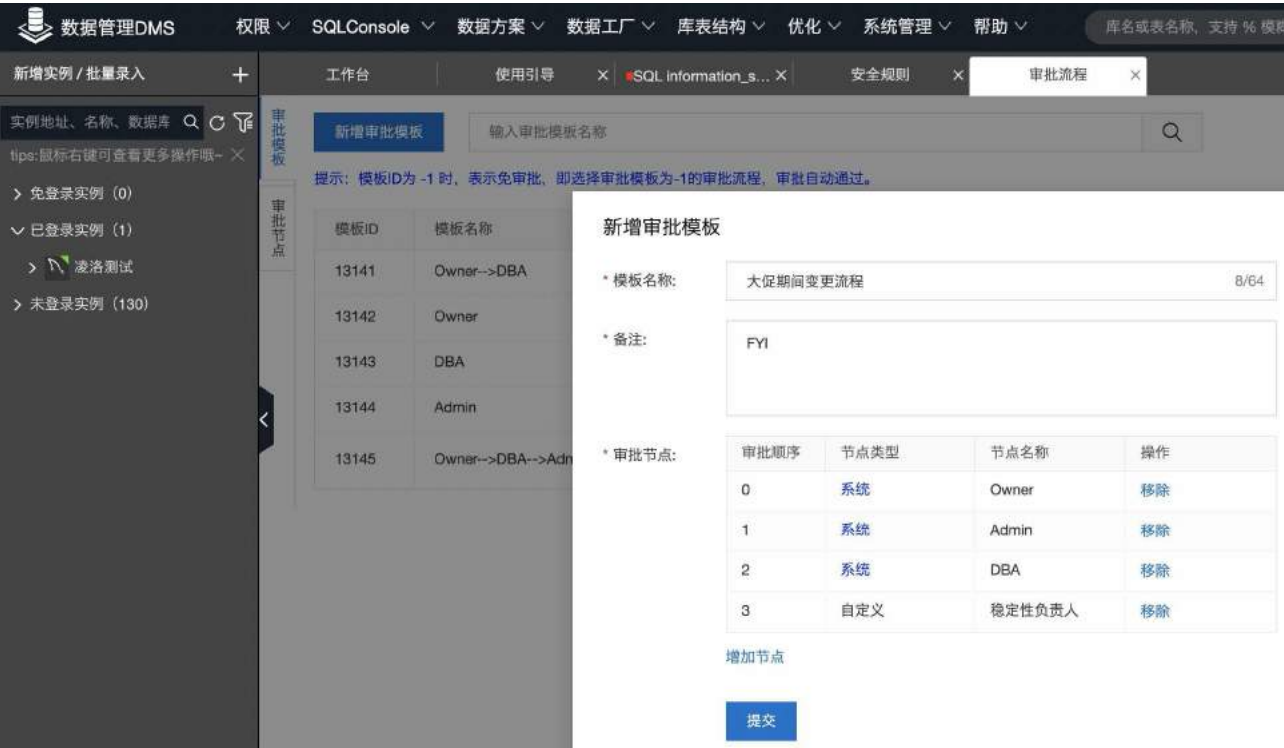 数据管理DMS 权限 SQLConsole 数据方案 数据工厂 库表结构 优化 系统管理 帮助 库名或表名称，支持 % 模糊
新增实例 / 批量录入 + 工作台 使用引导 × SQL information_s... × 安全规则 × 审批流程 ×
实例地址、名称、数据库
tips:鼠标右键可查看更多操作哦~ ×
免登录实例（0）
已登录实例（1）
凌洛测试
未登录实例（130）
审批模板
审批节点
新增审批模板 输入审批模板名称
提示：模板ID为 -1 时，表示免审批，即选择审批模板为-1的审批流程，审批自动通过。
模板ID 模板名称
13141 Owner-->DBA
13142 Owner
13143 DBA
13144 Admin
13145 Owner-->DBA-->Adn
新增审批模板
* 模板名称: 大促期间变更流程 8/64
* 备注: FYI
* 审批节点: 审批顺序 节点类型 节点名称 操作
0 系统 Owner 移除
1 系统 Admin 移除
2 系统 DBA 移除
3 自定义 稳定性负责人 移除
增加节点
提交